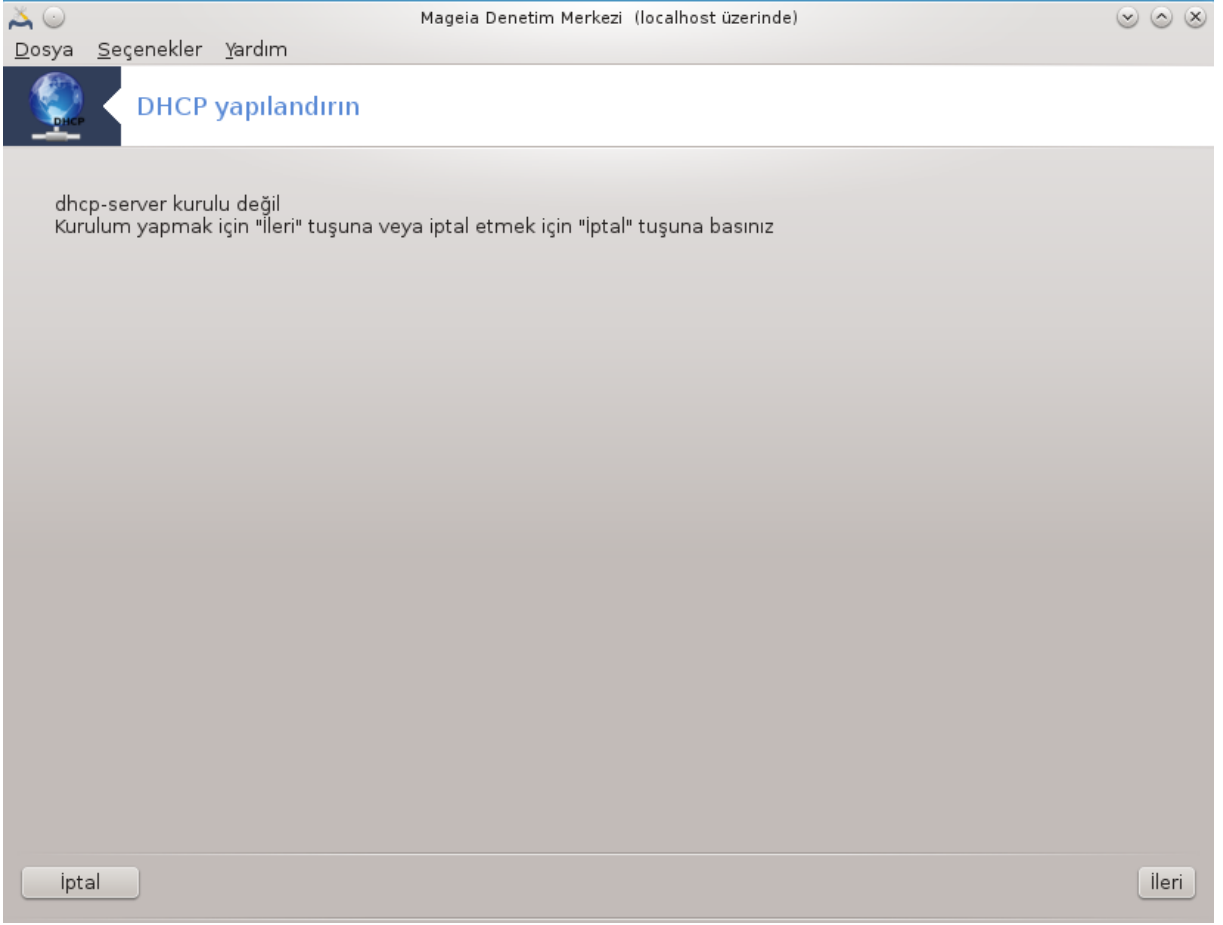 Mageia Denetim Merkezi (localhost üzerinde)
Dosya Seçenekler Yardım
DHCP
DHCP yapılandırın
dhcp-server kurulu değil
Kurulum yapmak için "İleri" tuşuna veya iptal etmek için "İptal" tuşuna basınız
İptal
İleri